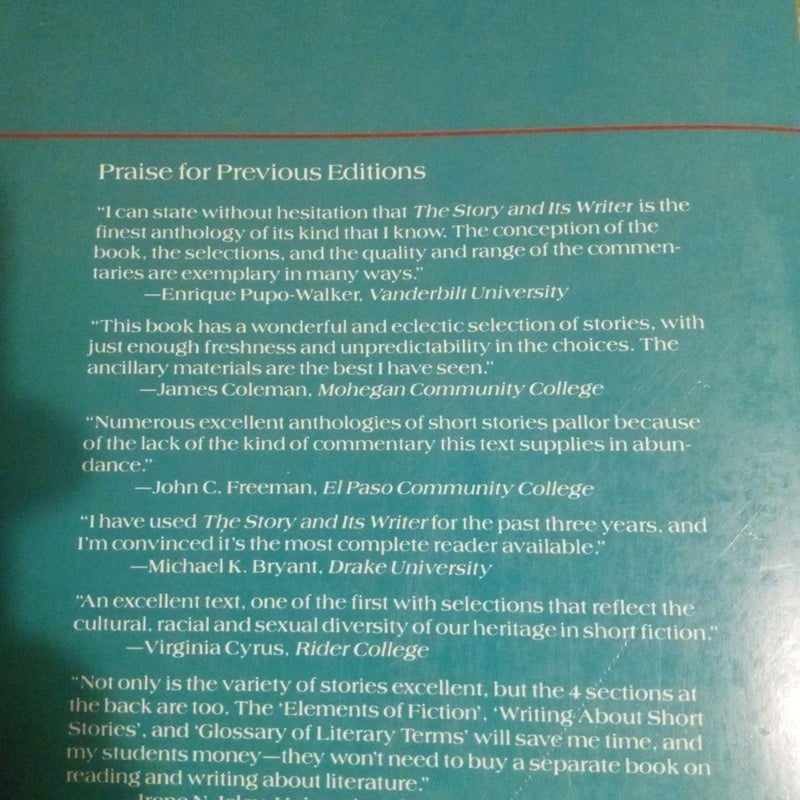 Praise for Previous Editions
"I can state without hesitation that The Story and Its Writer is the
finest anthology of its kind that I know. The conception of the
book, the selections, and the quality and range of the commen-
taries are exemplary in many ways."
—Enrique Pupo-Walker, Vanderbilt University
"This book has a wonderful and eclectic selection of stories, with
just enough freshness and unpredictability in the choices. The
ancillary materials are the best I have seen."
—James Coleman, Mohegan Community College
"Numerous excellent anthologies of short stories pallor because
of the lack of the kind of commentary this text supplies in abun-
dance."
—John C. Freeman, El Paso Community College
"I have used The Story and Its Writer for the past three years, and
I'm convinced it's the most complete reader available."
—Michael K. Bryant, Drake University
"An excellent text, one of the first with selections that reflect the
cultural, racial and sexual diversity of our heritage in short fiction."
—Virginia Cyrus, Rider College
"Not only is the variety of stories excellent, but the 4 sections at
the back are too. The 'Elements of Fiction', 'Writing About Short
Stories', and 'Glossary of Literary Terms' will save me time, and
my students money—they won't need to buy a separate book on
reading and writing about literature."